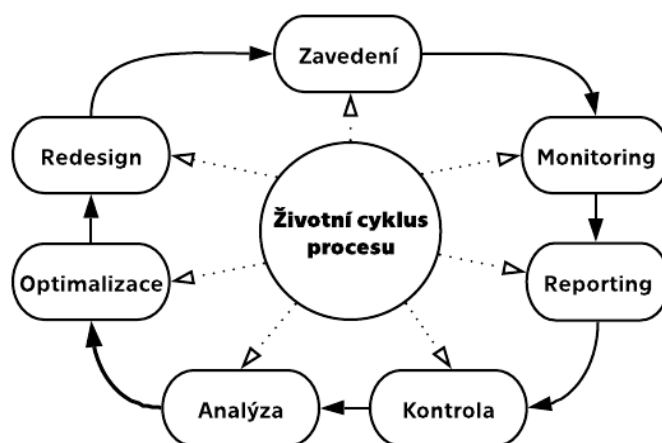 Zavedení
Monitoring
Reporting
Kontrola
Analýza
Optimalizace
Redesign
Životní cyklus
procesu